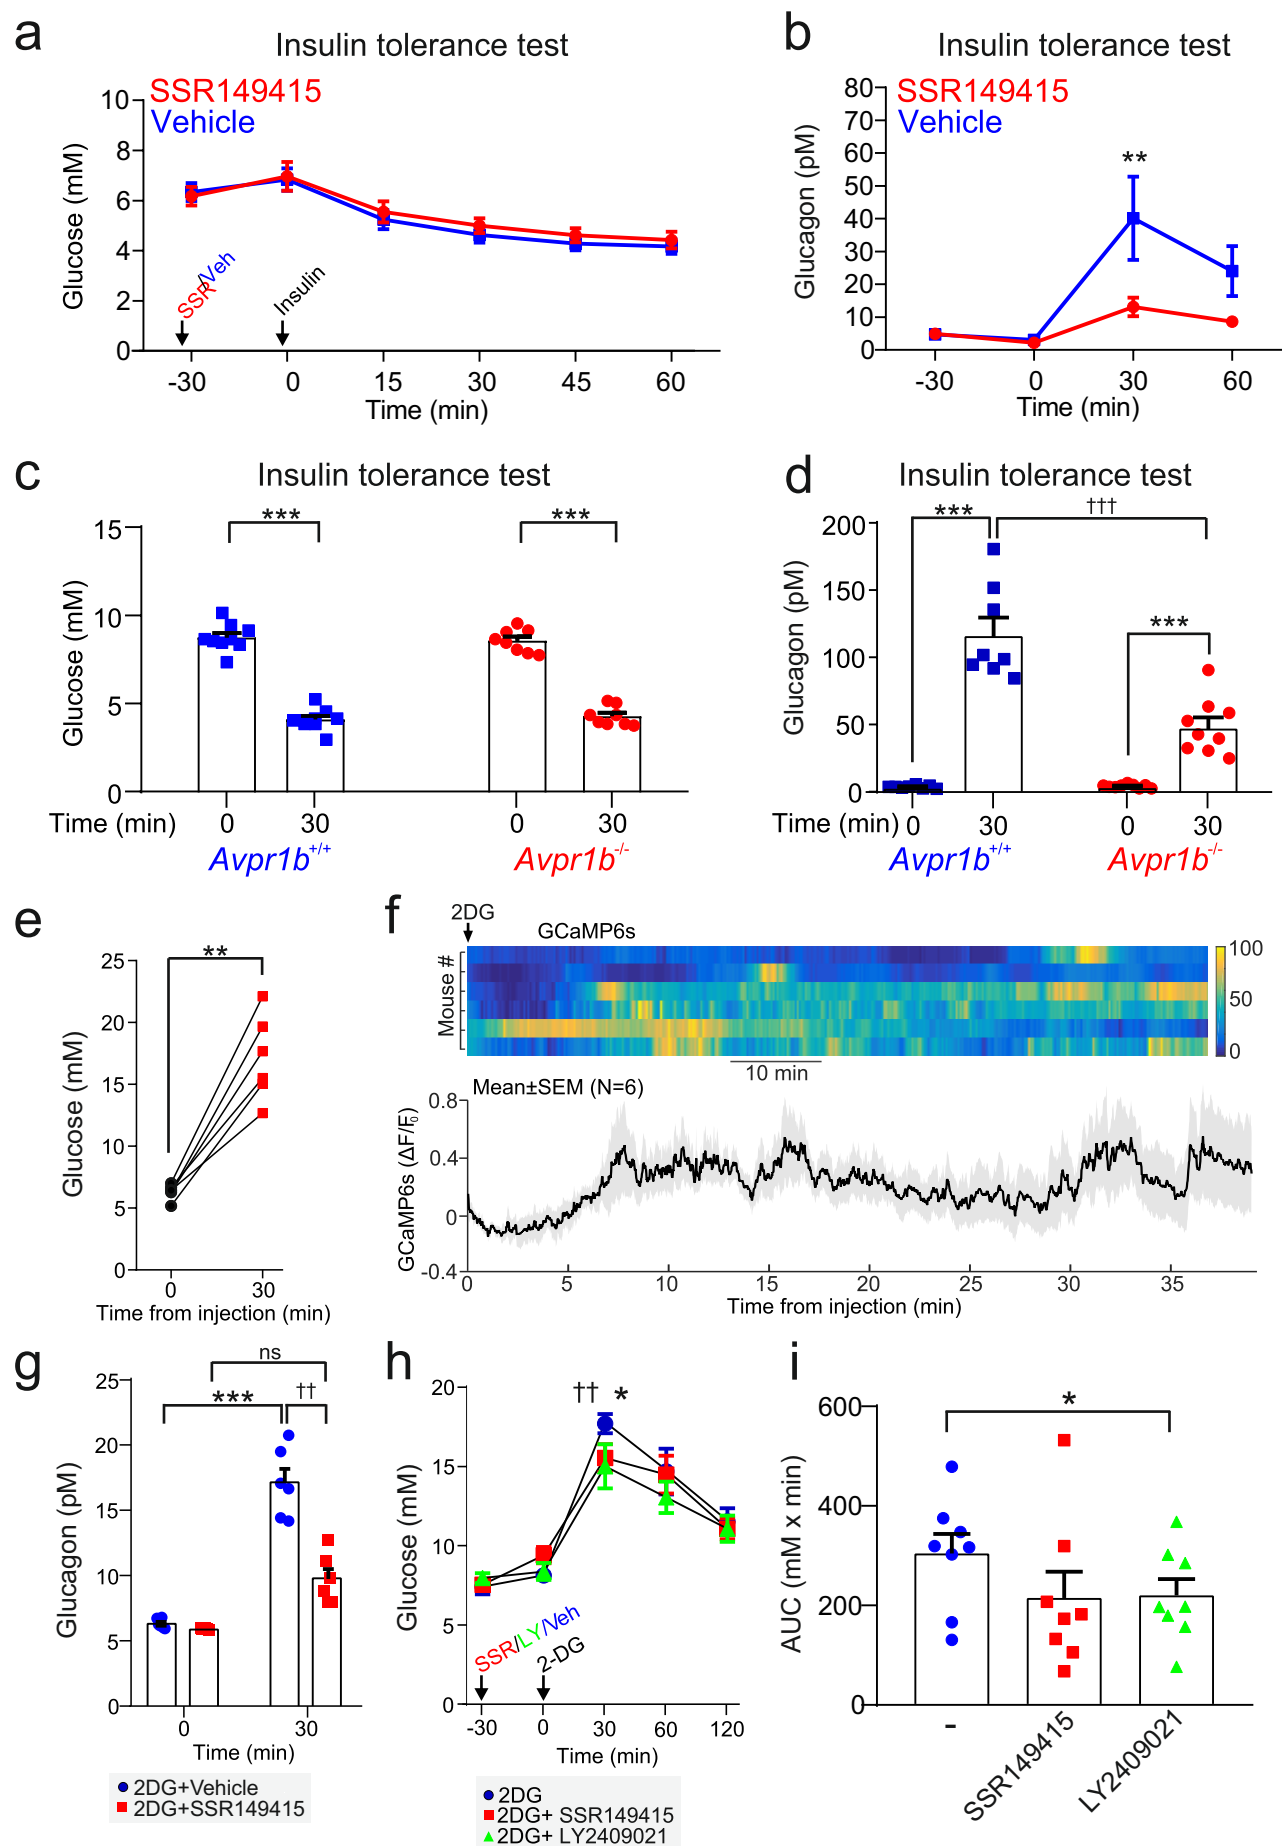 a
Insulin tolerance test
SSR149415
Vehicle
10
8
6
4
2
0
Glucose (mM)
SSR/Veh
Insulin
-30 0 15 30 45 60
Time (min)
b
Insulin tolerance test
SSR149415
Vehicle
80
70
60
50
40
30
20
10
0
Glucagon (pM)
**
-30 0 30 60
Time (min)
c
Insulin tolerance test
15
10
5
0
Glucose (mM)
*** ***
Time (min) 0 30 0 30
Avpr1b+/+ Avpr1b-/-
d
Insulin tolerance test
200
150
100
50
0
Glucagon (pM)
*** †††
***
Time (min) 0 30 0 30
Avpr1b+/+ Avpr1b-/-
e
25
20
15
10
5
0
Glucose (mM)
**
0 30
Time from injection (min)
f
2DG
GCaMP6s
Mouse #
100
50
0
10 min
Mean±SEM (N=6)
0.8
0.4
0
-0.4
GCaMP6s (ΔF/F0)
0 5 10 15 20 25 30 35
Time from injection (min)
g
ns
*** ††
25
20
15
10
5
0
Glucagon (pM)
0 30
Time (min)
2DG+Vehicle
2DG+SSR149415
h
20
15
10
5
0
Glucose (mM)
†† *
SSR/LY/Veh
2-DG
-30 0 30 60 120
Time (min)
2DG
2DG+ SSR149415
2DG+ LY2409021
i
600
400
200
0
AUC (mM x min)
*
-
SSR149415
LY2409021